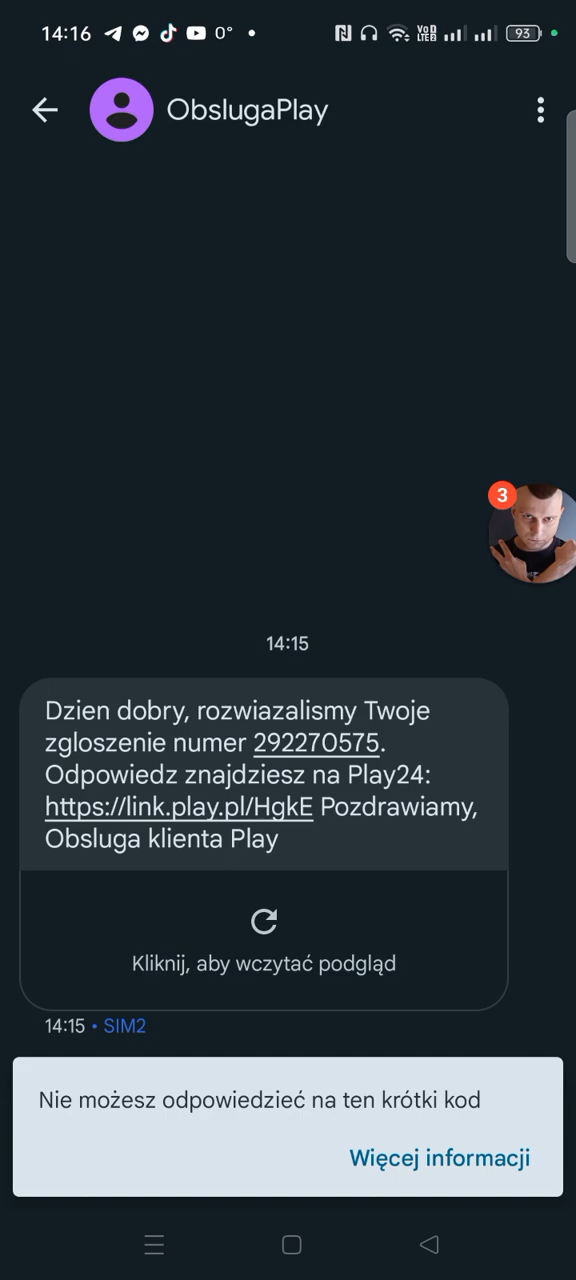 14:16 0° VoD LTE2 93
ObslugaPlay
3
14:15
Dzien dobry, rozwiazalismy Twoje
zgloszenie numer 292270575.
Odpowiedz znajdziesz na Play24:
https://link.play.pl/HgkE Pozdrawiamy,
Obsluga klienta Play
Kliknij, aby wczytać podgląd
14:15 • SIM2
Nie możesz odpowiedzieć na ten krótki kod
Więcej informacji